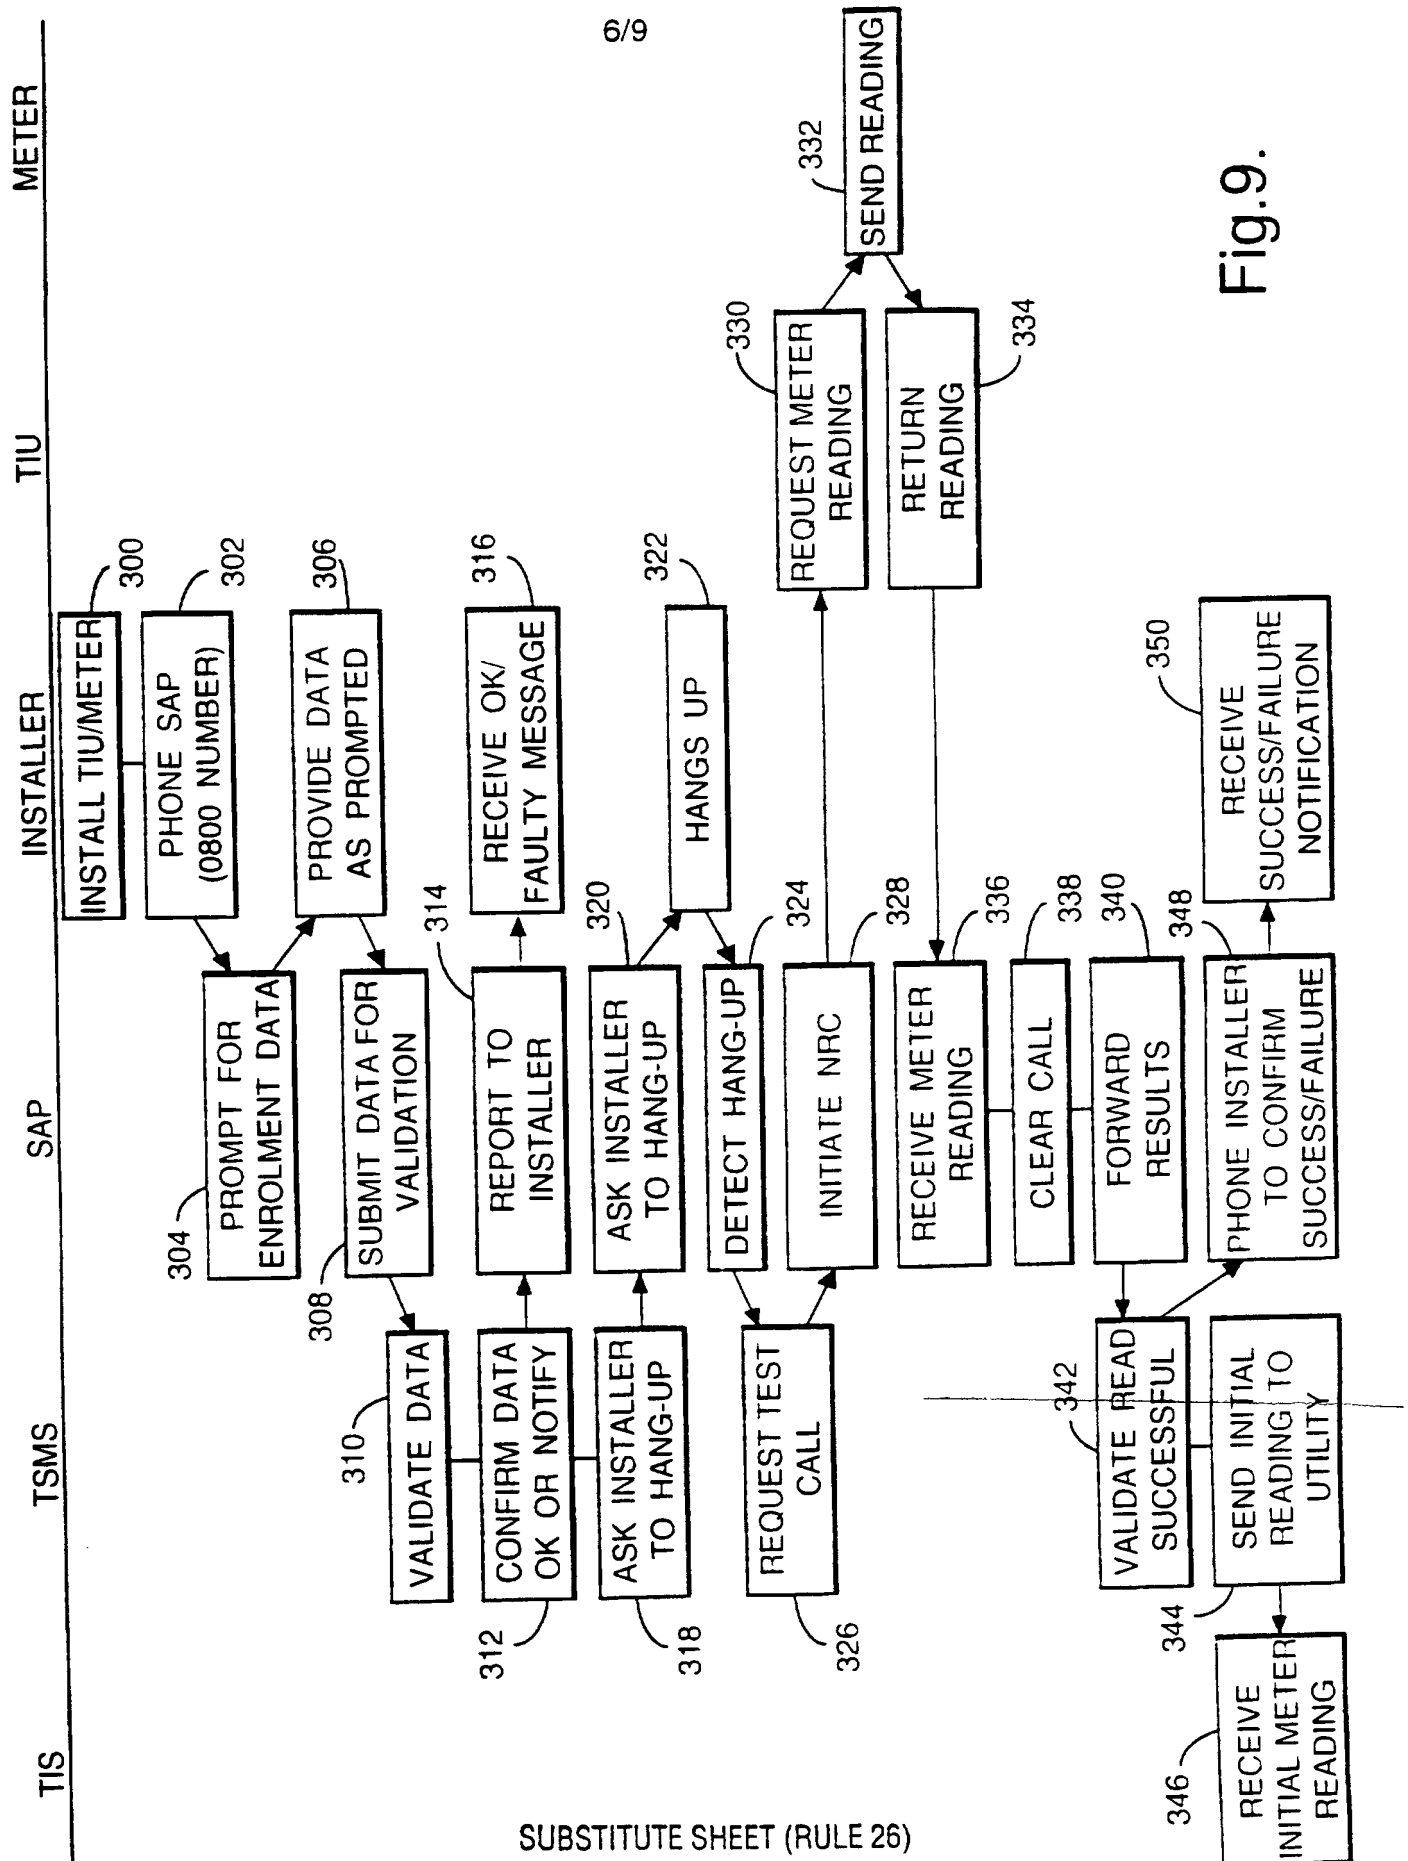 6/9
TIS
TSMS
SAP
INSTALLER
TIU
METER
300
INSTALL TIU/METER
302
PHONE SAP
(0800 NUMBER)
304
PROMPT FOR
ENROLMENT DATA
306
PROVIDE DATA
AS PROMPTED
308
SUBMIT DATA FOR
VALIDATION
310
VALIDATE DATA
312
CONFIRM DATA
OK OR NOTIFY
314
REPORT TO
INSTALLER
316
RECEIVE OK/
FAULTY MESSAGE
318
ASK INSTALLER
TO HANG-UP
320
ASK INSTALLER
TO HANG-UP
322
HANGS UP
324
DETECT HANG-UP
326
REQUEST TEST
CALL
328
INITIATE NRC
330
REQUEST METER
READING
332
SEND READING
334
RETURN
READING
336
RECEIVE METER
READING
338
CLEAR CALL
340
FORWARD
RESULTS
342
VALIDATE READ
SUCCESSFUL
344
SEND INITIAL
READING TO
UTILITY
346
RECEIVE
INITIAL METER
READING
348
PHONE INSTALLER
TO CONFIRM
SUCCESS/FAILURE
350
RECEIVE
SUCCESS/FAILURE
NOTIFICATION
Fig.9.
SUBSTITUTE SHEET (RULE 26)